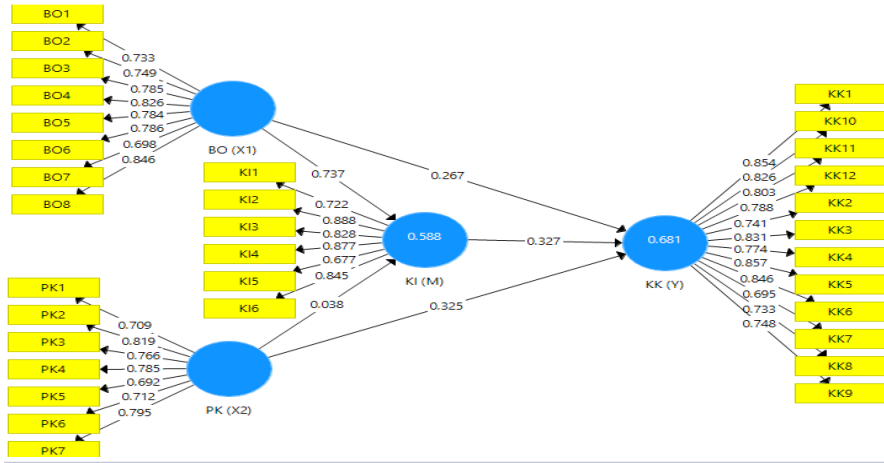 BO1
BO2
BO3
BO4
BO5
BO6
BO7
BO8
0.733
0.749
0.785
0.826
0.784
0.786
0.698
0.846
BO (X1)
0.737
0.267
KI1
KI2
KI3
KI4
KI5
KI6
0.722
0.888
0.828
0.877
0.677
0.845
0.588
KI (M)
0.327
0.038
0.325
PK1
PK2
PK3
PK4
PK5
PK6
PK7
0.709
0.819
0.766
0.785
0.692
0.712
0.795
PK (X2)
0.681
KK (Y)
0.854
0.826
0.803
0.788
0.741
0.831
0.774
0.857
0.846
0.695
0.733
0.748
KK1
KK10
KK11
KK12
KK2
KK3
KK4
KK5
KK6
KK7
KK8
KK9